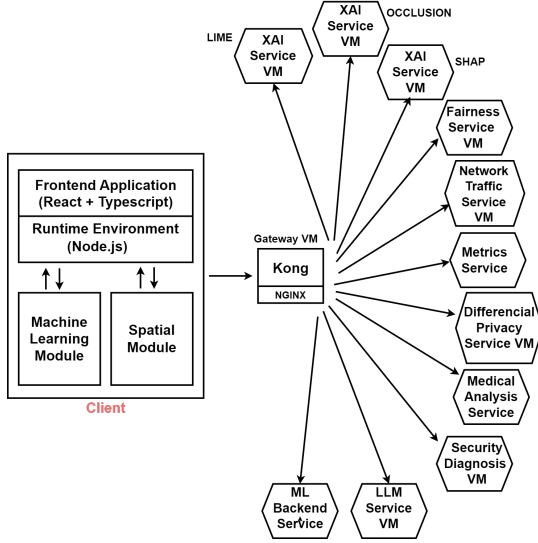 LIME
XAI
Service
VM
OCCLUSION
XAI
Service
VM
SHAP
XAI
Service
VM
Fairness
Service
VM
Network
Traffic
Service
VM
Metrics
Service
Differencial
Privacy
Service VM
Medical
Analysis
Service
Security
Diagnosis
VM
LLM
Service
VM
ML
Backend
Service
Gateway VM
Kong
NGINX
Frontend Application
(React + Typescript)
Runtime Environment
(Node.js)
Machine
Learning
Module
Spatial
Module
Client